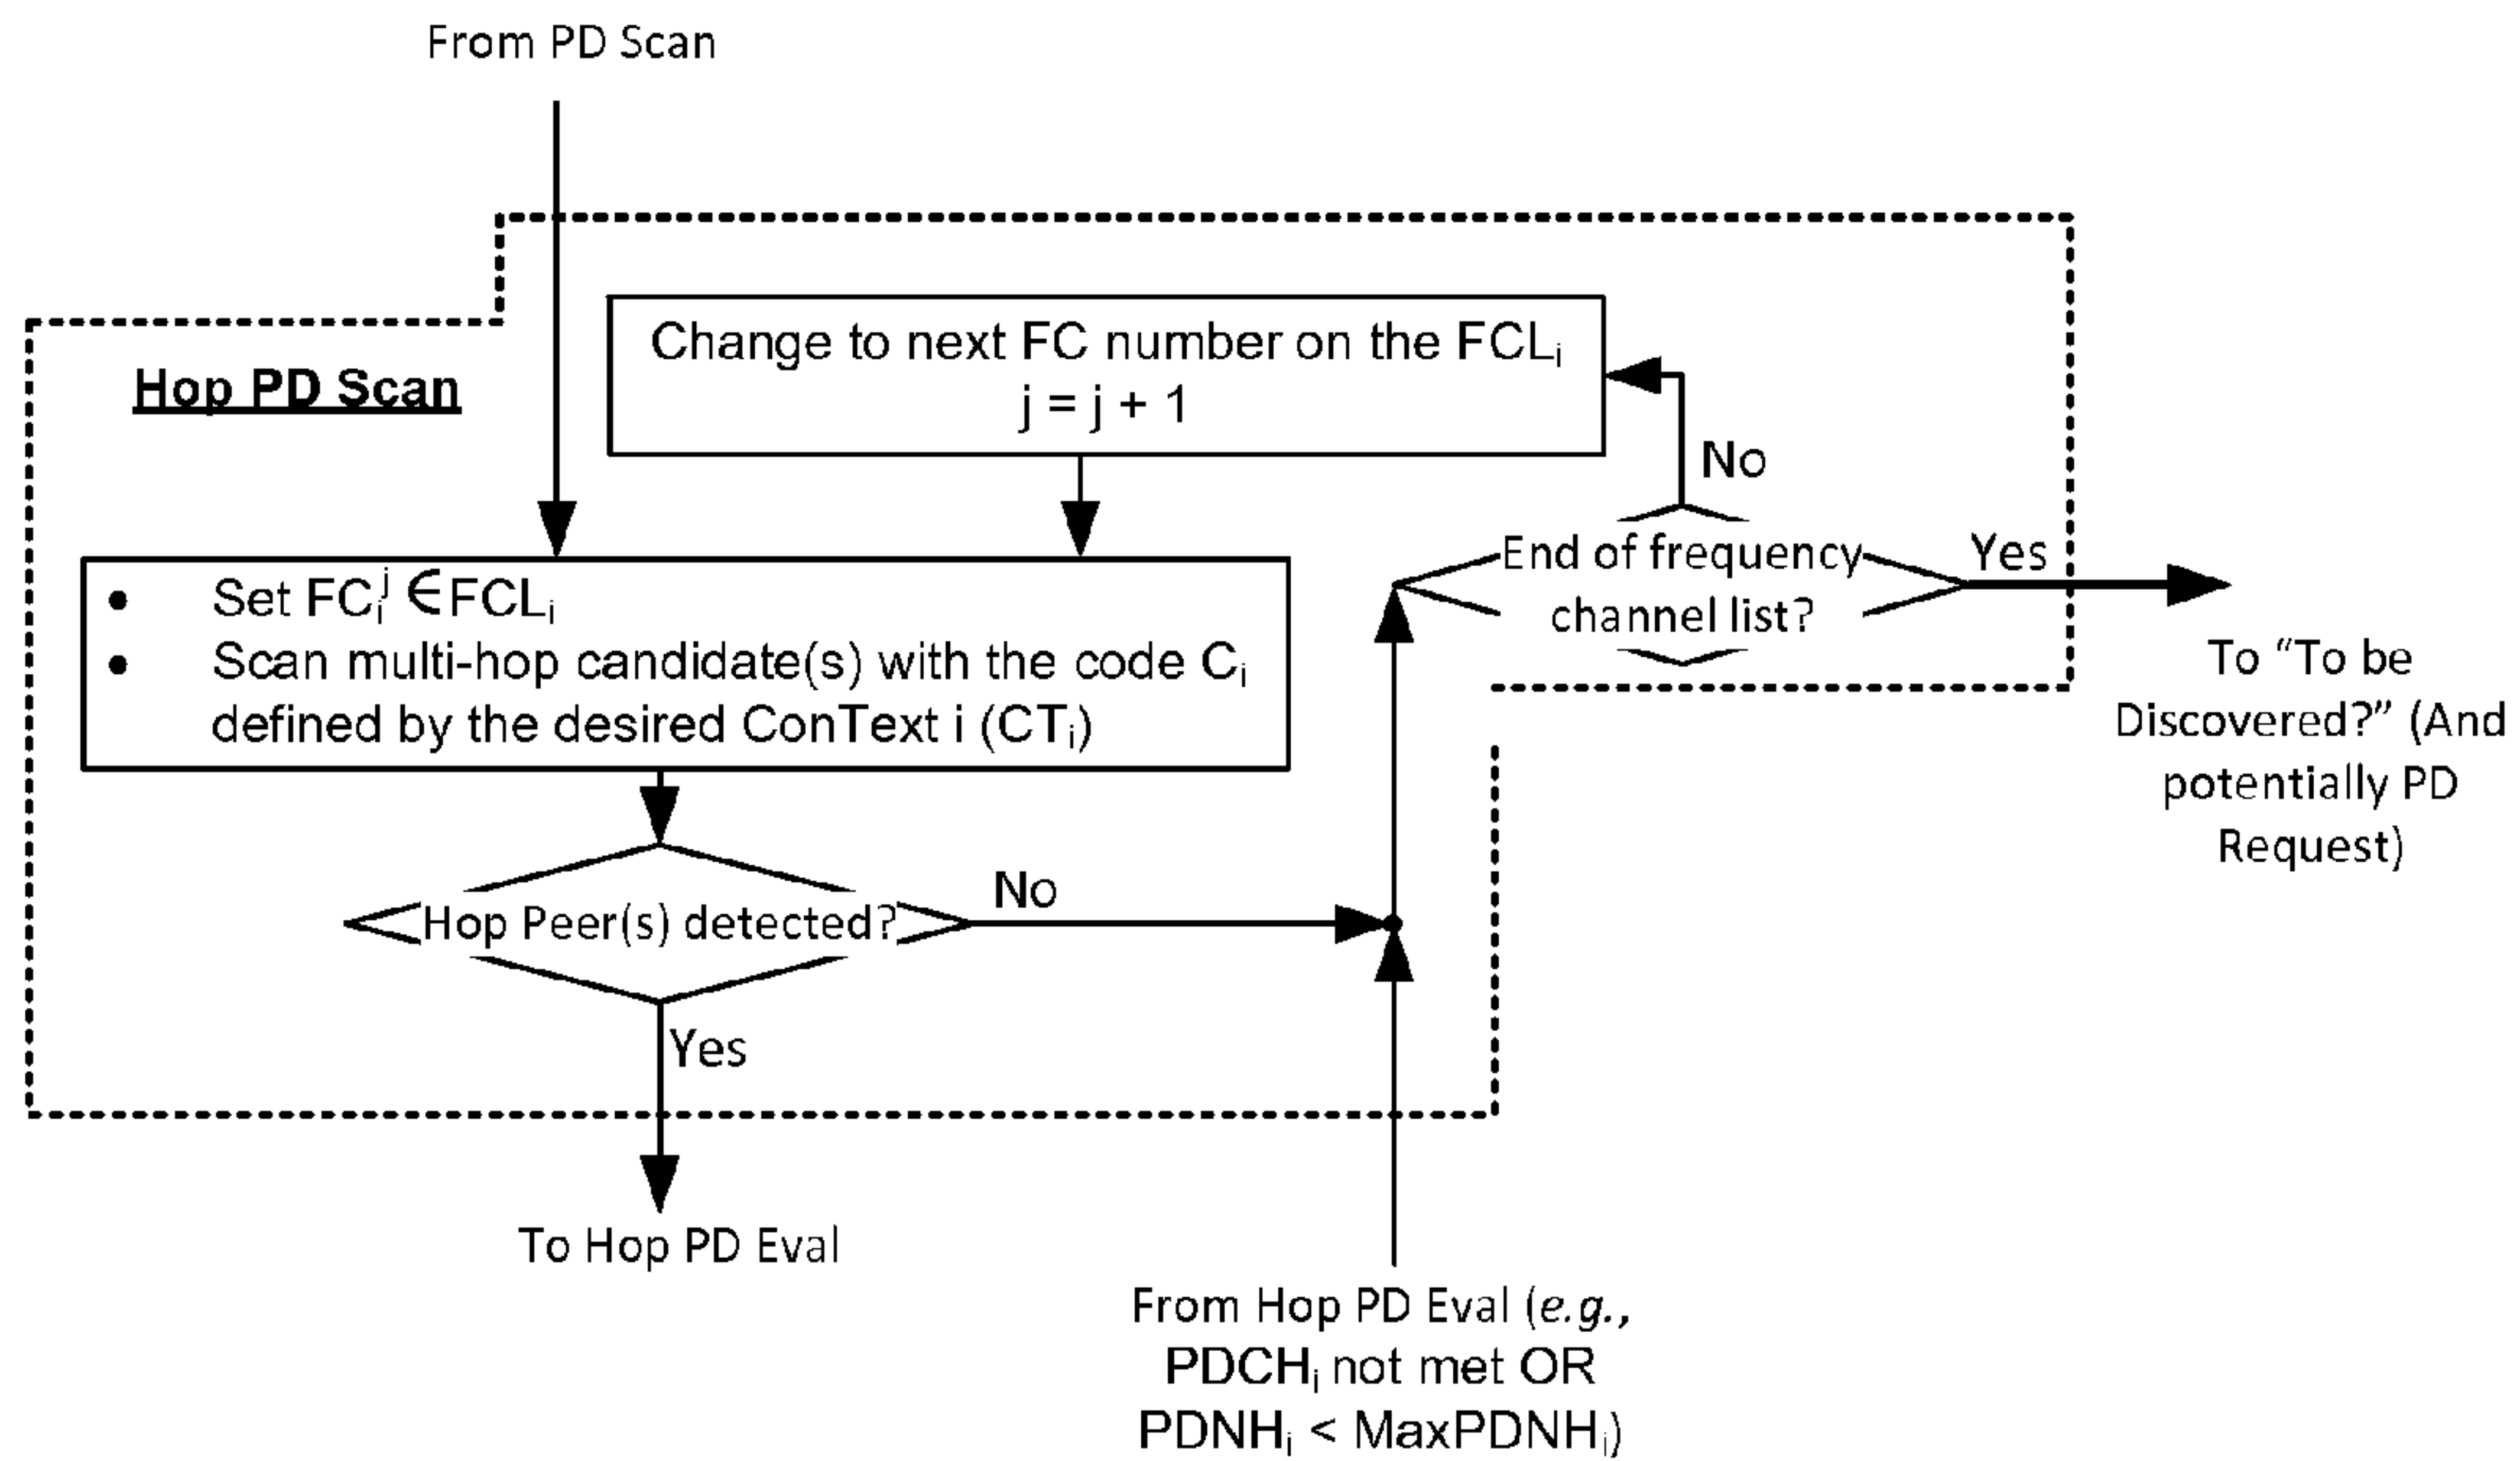 From PD Scan
Change to next FC number on the FCLi
j = j + 1
Hop PD Scan
No
End of frequency
channel list?
Yes
• Set FCi^j ∈FCLi
• Scan multi-hop candidate(s) with the code Ci
defined by the desired ConText i (CTi)
To “To be
Discovered?” (And
potentially PD
Request)
Hop Peer(s) detected?
No
Yes
To Hop PD Eval
From Hop PD Eval (e.g.,
PDCHi not met OR
PDNHi < MaxPDNHi)